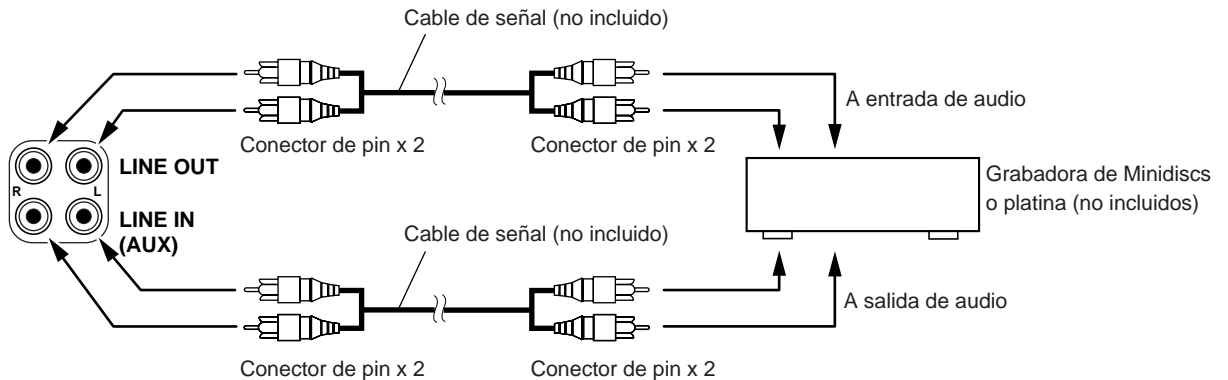 Cable de señal (no incluido)
A entrada de audio
Conector de pin x 2
Conector de pin x 2
LINE OUT
R
L
LINE IN
(AUX)
Grabadora de Minidiscs
o platina (no incluidos)
Cable de señal (no incluido)
A salida de audio
Conector de pin x 2
Conector de pin x 2